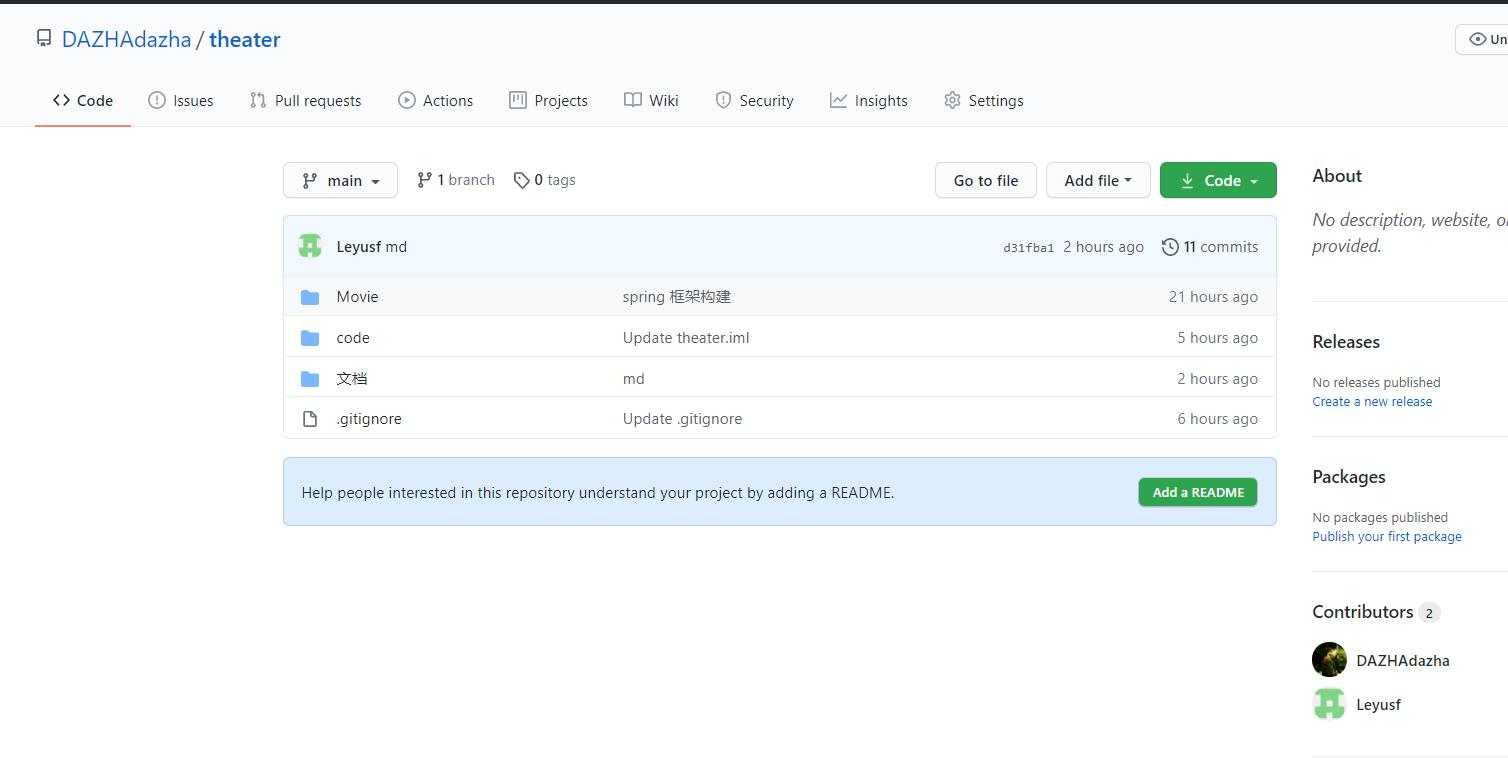 DAZHAdazha / theater
Un
Code Issues Pull requests Actions Projects Wiki Security Insights Settings
main 1 branch 0 tags Go to file Add file Code
Leyusf md d31fba1 2 hours ago 11 commits
Movie spring 框架构建 21 hours ago
code Update theater.iml 5 hours ago
文档 md 2 hours ago
.gitignore Update .gitignore 6 hours ago
Help people interested in this repository understand your project by adding a README. Add a README
About
No description, website, o
provided.
Releases
No releases published
Create a new release
Packages
No packages published
Publish your first package
Contributors 2
DAZHAdazha
Leyusf